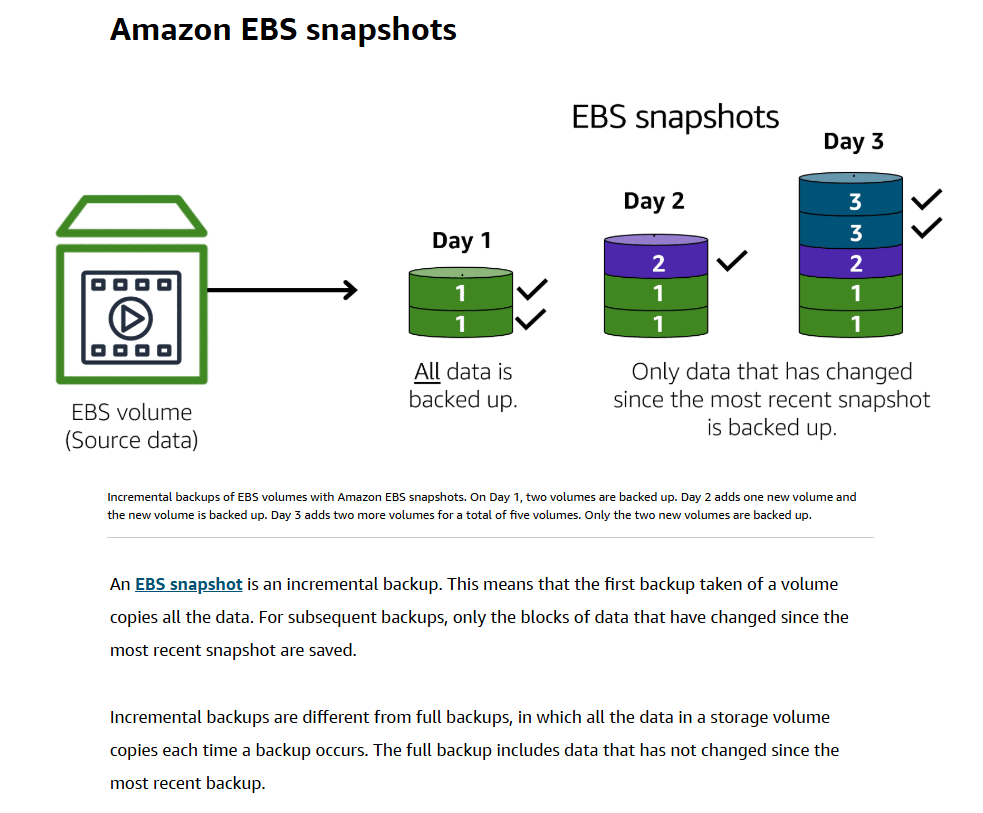 Amazon EBS snapshots
EBS snapshots
Day 3
Day 2
Day 1
3
3
2
2
1
1
1
1
1
1
All data is
backed up.
Only data that has changed
since the most recent snapshot
is backed up.
EBS volume
(Source data)
Incremental backups of EBS volumes with Amazon EBS snapshots. On Day 1, two volumes are backed up. Day 2 adds one new volume and
the new volume is backed up. Day 3 adds two more volumes for a total of five volumes. Only the two new volumes are backed up.
An EBS snapshot is an incremental backup. This means that the first backup taken of a volume
copies all the data. For subsequent backups, only the blocks of data that have changed since the
most recent snapshot are saved.
Incremental backups are different from full backups, in which all the data in a storage volume
copies each time a backup occurs. The full backup includes data that has not changed since the
most recent backup.